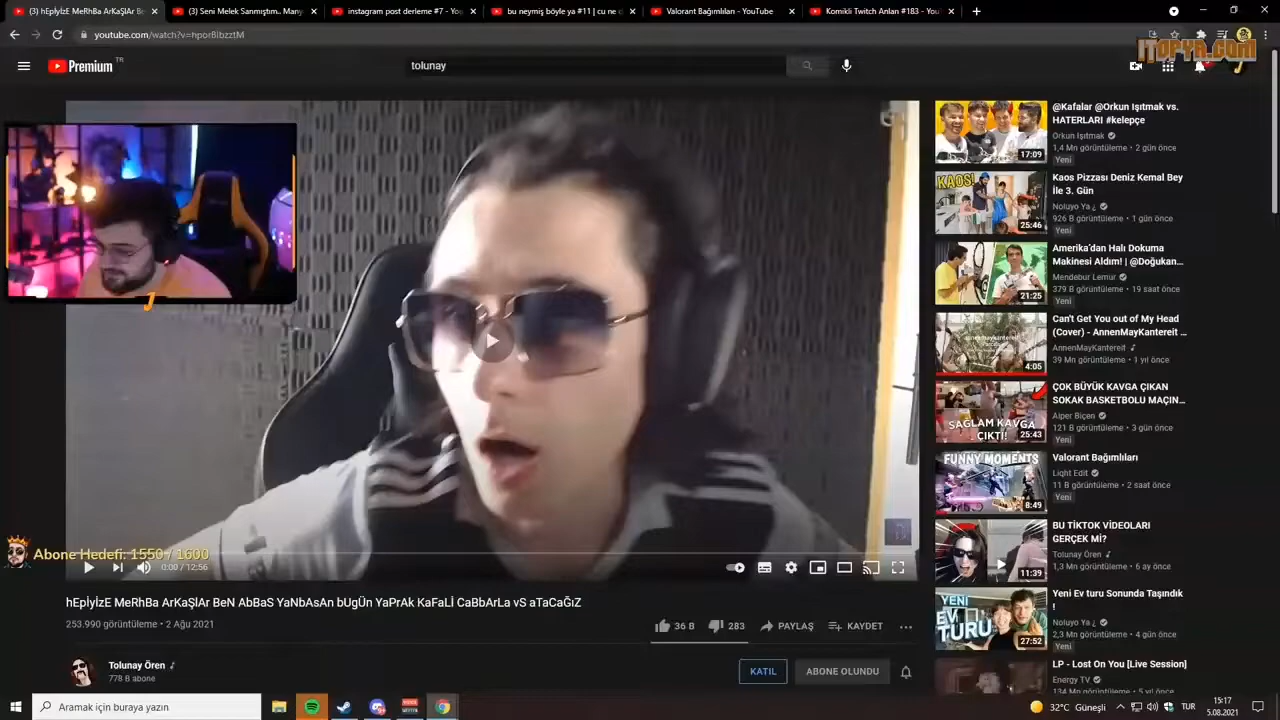 (3) hEpİyİzE MeRhBa ArKaŞlAr Be
(3) Seni Melek Sanmıştım.. Many
instagram post derleme #7 - You
bu neymiş böyle ya #11 | cu ne e
Valorant Bağımlıları - YouTube
Komikli Twitch Anları #183 - You
youtube.com/watch?v=hpor8IbzztM
ITOPYA.COM
Premium TR
tolunay
@Kafalar @Orkun Işıtmak vs.
HATERLARI #kelepçe
Orkun Işıtmak
1,4 Mn görüntüleme • 2 gün önce
Yeni
17:09
KAOS!
Kaos Pizzası Deniz Kemal Bey
İle 3. Gün
Noluyo Ya ¿
926 B görüntüleme • 1 gün önce
Yeni
25:46
Amerika'dan Halı Dokuma
Makinesi Aldım! | @Doğukan...
Mendebur Lemur
379 B görüntüleme • 19 saat önce
Yeni
21:25
Can't Get You out of My Head
(Cover) - AnnenMayKantereit ...
AnnenMayKantereit
39 Mn görüntüleme • 1 yıl önce
4:05
ÇOK BÜYÜK KAVGA ÇIKAN
SOKAK BASKETBOLU MAÇIN...
Alper Biçen
121 B görüntüleme • 3 gün önce
Yeni
SAĞLAM KAVGA
ÇIKTI!
25:43
FUNNY MOMENTS
Valorant Bağımlıları
Light Edit
11 B görüntüleme • 2 saat önce
Yeni
8:49
BU TİKTOK VİDEOLARI
GERÇEK Mİ?
Tolunay Ören
1,3 Mn görüntüleme • 6 ay önce
11:39
YENİ
EV
TURU
Yeni Ev turu Sonunda Taşındık
!
Noluyo Ya ¿
2,3 Mn görüntüleme • 4 gün önce
Yeni
27:52
LP - Lost On You [Live Session]
Energy TV
134 Mn görüntüleme • 5 yıl önce
Abone Hedefi: 1550 / 1600
0:00 / 12:56
hEpİyİzE MeRhBa ArKaŞlAr BeN AhBaS YaNbAsAn bUgÜn YaPrAk KaFaLİ CaBbArLa vS aTaCaĞıZ
253.990 görüntüleme • 2 Ağu 2021
36 B
283
PAYLAŞ
KAYDET
Tolunay Ören
778 B abone
KATIL
ABONE OLUNDU
Aramak için buraya yazın
32°C Güneşli
TUR
15:17
5.08.2021